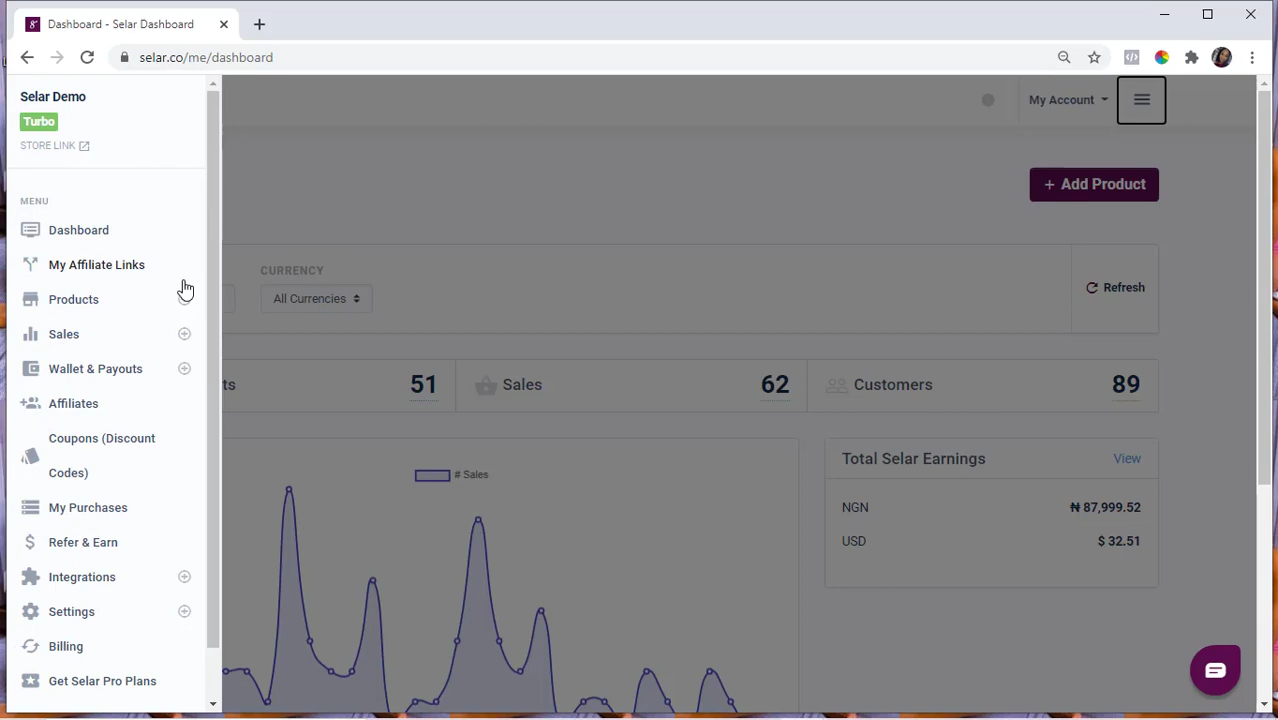 Dashboard - Selar Dashboard
selar.co/me/dashboard
Selar Demo
Turbo
STORE LINK
MENU
Dashboard
My Affiliate Links
Products
Sales
Wallet & Payouts
Affiliates
Coupons (Discount
Codes)
My Purchases
Refer & Earn
Integrations
Settings
Billing
Get Selar Pro Plans
My Account
+ Add Product
CURRENCY
All Currencies
Refresh
ts 51
Sales 62
Customers 89
# Sales
Total Selar Earnings View
NGN ₦ 87,999.52
USD $ 32.51